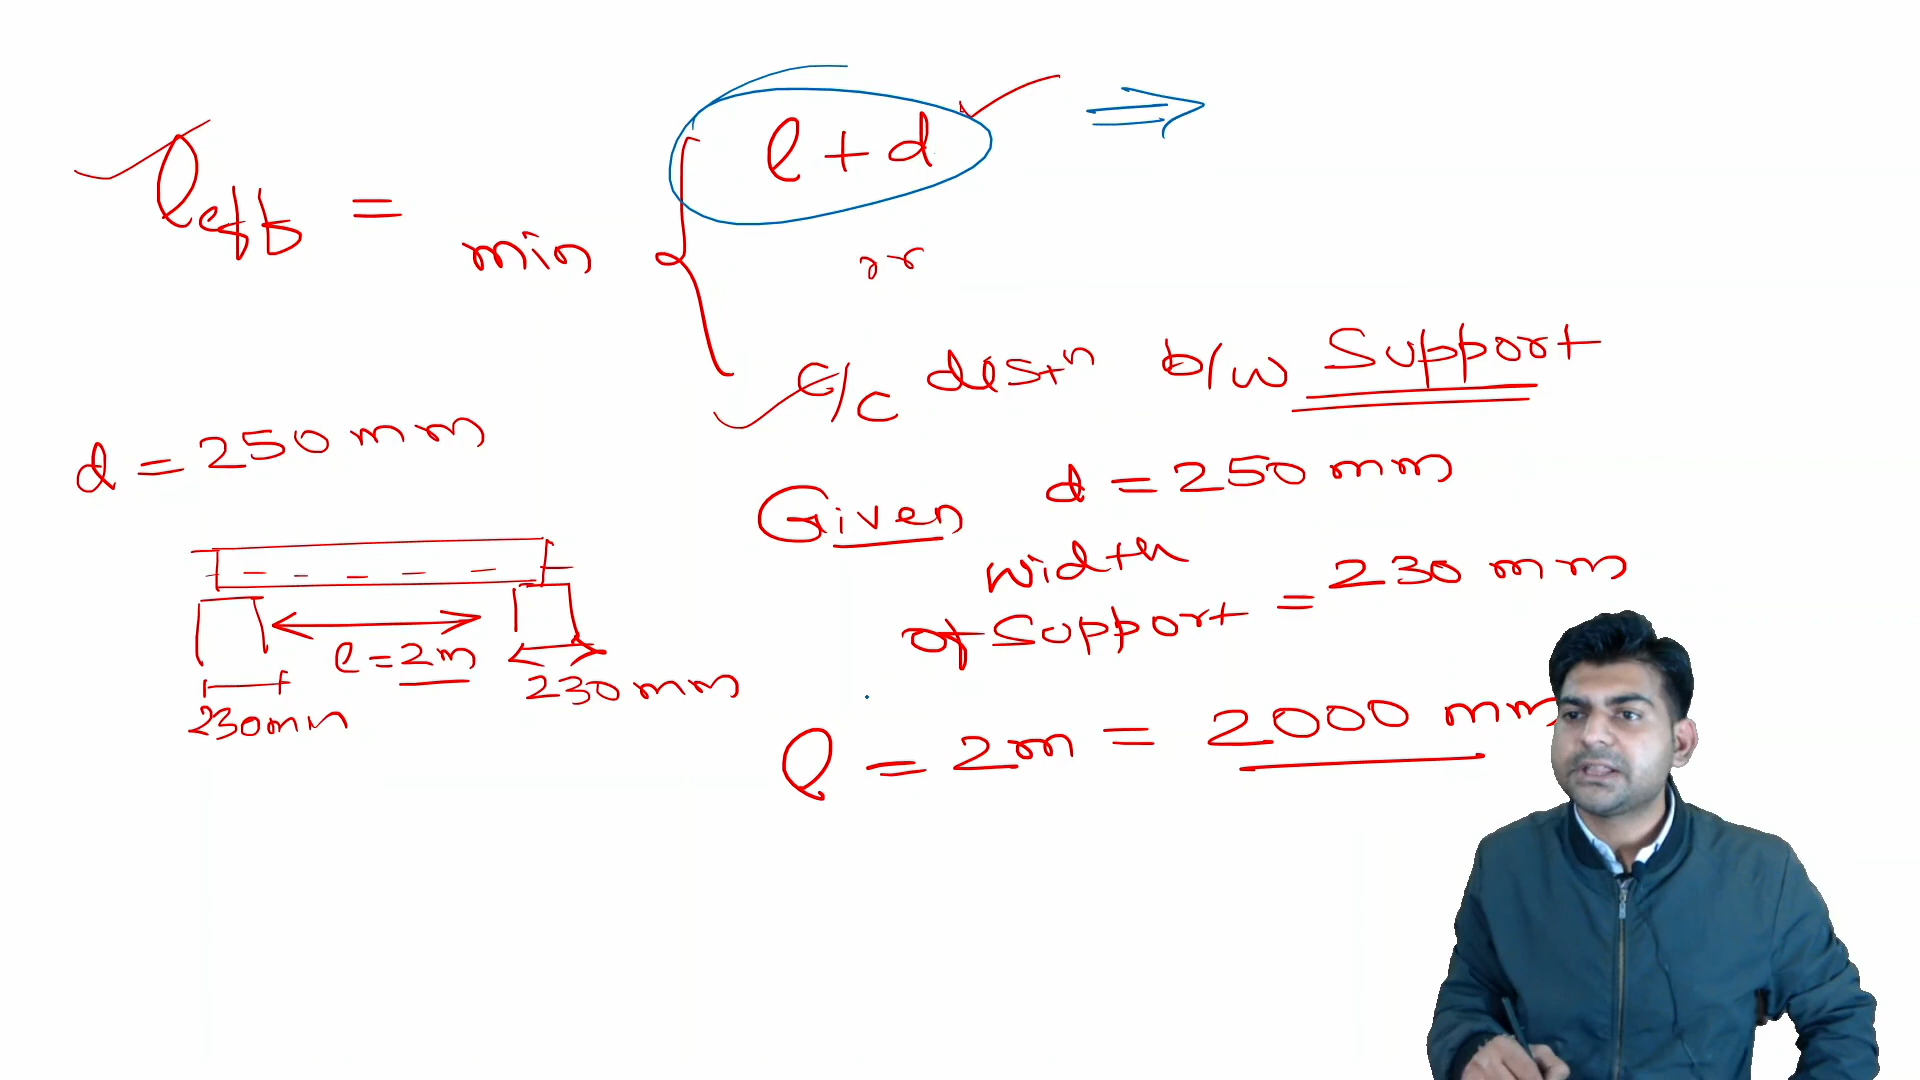 l + d
leff = min
or
C/C distn b/w Support
d = 250 mm
Given d = 250 mm
width
of Support = 230 mm
l = 2m
230 mm
230mm
l = 2m = 2000 mm